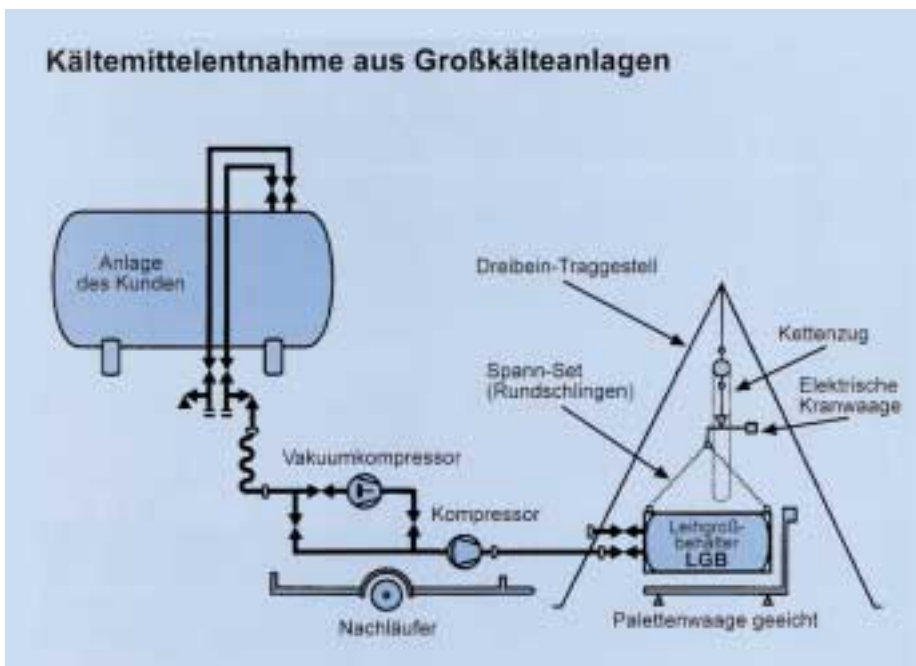 Kältemittelentnahme aus Großkälteanlagen
Anlage
des Kunden
Dreibein-Traggestell
Kettenzug
Spann-Set
(Rundschlingen)
Elektrische
Kranwaage
Vakuumkompressor
Kompressor
Leihgroß-
behälter
LGB
Nachläufer
Palettenwaage geeicht